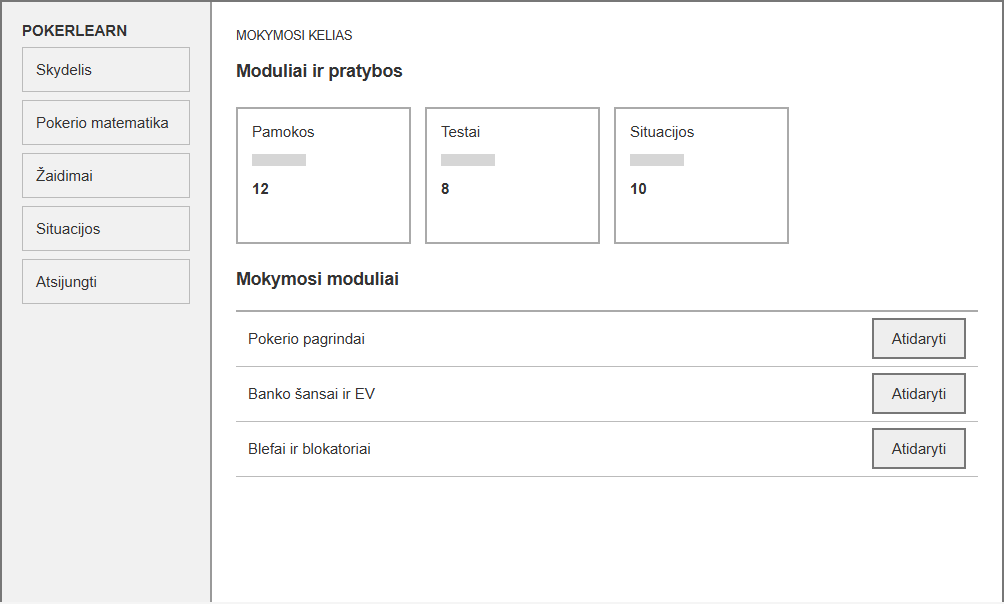 POKERLEARN
Skydelis
Pokerio matematika
Žaidimai
Situacijos
Atsijungti
MOKYMOSI KELIAS
Moduliai ir pratybos
Pamokos
12
Testai
8
Situacijos
10
Mokymosi moduliai
Pokerio pagrindai
Atidaryti
Banko šansai ir EV
Atidaryti
Blefai ir blokatoriai
Atidaryti